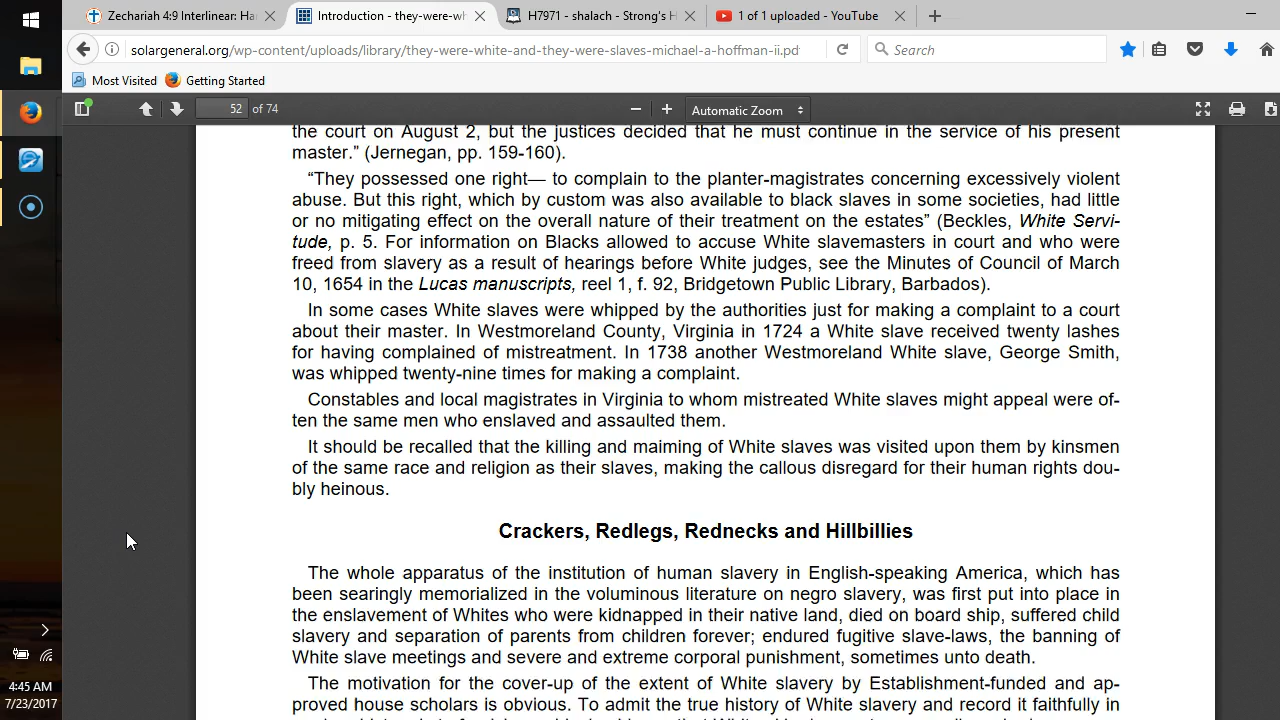 Zechariah 4:9 Interlinear: Ha
Introduction - they-were-wh
H7971 - shalach - Strong's H
1 of 1 uploaded - YouTube
solargeneral.org/wp-content/uploads/library/they-were-white-and-they-were-slaves-michael-a-hoffman-ii.pd
Search
Most Visited
Getting Started
52 of 74
Automatic Zoom
the court on August 2, but the justices decided that he must continue in the service of his present
master.” (Jernegan, pp. 159-160).
“They possessed one right— to complain to the planter-magistrates concerning excessively violent
abuse. But this right, which by custom was also available to black slaves in some societies, had little
or no mitigating effect on the overall nature of their treatment on the estates” (Beckles, White Servi-
tude, p. 5. For information on Blacks allowed to accuse White slavemasters in court and who were
freed from slavery as a result of hearings before White judges, see the Minutes of Council of March
10, 1654 in the Lucas manuscripts, reel 1, f. 92, Bridgetown Public Library, Barbados).
In some cases White slaves were whipped by the authorities just for making a complaint to a court
about their master. In Westmoreland County, Virginia in 1724 a White slave received twenty lashes
for having complained of mistreatment. In 1738 another Westmoreland White slave, George Smith,
was whipped twenty-nine times for making a complaint.
Constables and local magistrates in Virginia to whom mistreated White slaves might appeal were of-
ten the same men who enslaved and assaulted them.
It should be recalled that the killing and maiming of White slaves was visited upon them by kinsmen
of the same race and religion as their slaves, making the callous disregard for their human rights dou-
bly heinous.
Crackers, Redlegs, Rednecks and Hillbillies
The whole apparatus of the institution of human slavery in English-speaking America, which has
been searingly memorialized in the voluminous literature on negro slavery, was first put into place in
the enslavement of Whites who were kidnapped in their native land, died on board ship, suffered child
slavery and separation of parents from children forever; endured fugitive slave-laws, the banning of
White slave meetings and severe and extreme corporal punishment, sometimes unto death.
The motivation for the cover-up of the extent of White slavery by Establishment-funded and ap-
proved house scholars is obvious. To admit the true history of White slavery and record it faithfully in
4:45 AM
7/23/2017